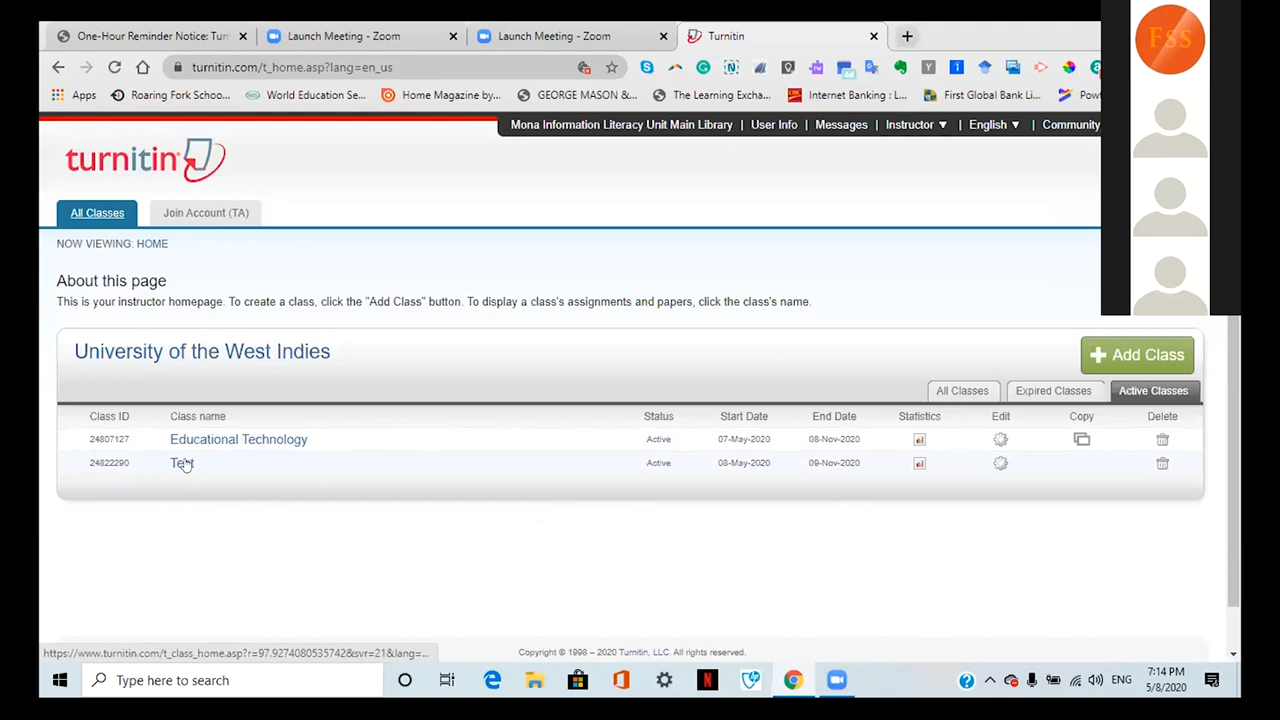 One-Hour Reminder Notice: Turn
Launch Meeting - Zoom
Launch Meeting - Zoom
Turnitin
turnitin.com/t_home.asp?lang=en_us
Apps
Roaring Fork Schoo...
World Education Se...
Home Magazine by...
GEORGE MASON &...
The Learning Excha...
Internet Banking : L...
First Global Bank Li...
Mona Information Literacy Unit Main Library | User Info | Messages | Instructor ▼ | English ▼ | Community
FSS
turnitin
All Classes
Join Account (TA)
NOW VIEWING: HOME
About this page
This is your instructor homepage. To create a class, click the "Add Class" button. To display a class's assignments and papers, click the class's name.
University of the West Indies
+ Add Class
All Classes
Expired Classes
Active Classes
Class ID Class name Status Start Date End Date Statistics Edit Copy Delete
24807127 Educational Technology Active 07-May-2020 08-Nov-2020
24822290 Active 08-May-2020 09-Nov-2020
https://www.turnitin.com/t_class_home.asp?r=97.9274080535742&svr=21&lang=...
Copyright © 1998 – 2020 Turnitin, LLC. All rights reserved.
Type here to search
ENG
7:14 PM
5/8/2020